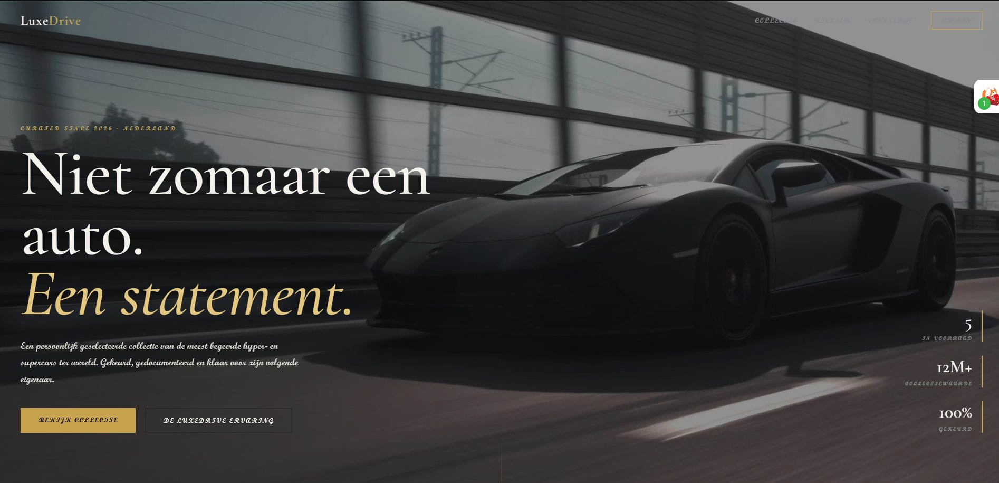 LuxeDrive
COLLECTIE ATELIER CONCIERGE ADMIN
1
%
CURATED SINCE 2026 · NEDERLAND
Niet zomaar een
auto.
Een statement.
Een persoonlijk geselecteerde collectie van de meest begeerde hyper- en
supercars ter wereld. Gekeurd, gedocumenteerd en klaar voor zijn volgende
eigenaar.
BEKIJK COLLECTIE
DE LUXEDRIVE ERVARING
5
IN VOORRAAD
12M+
COLLECTIEWAARDE
100%
GEKEURD